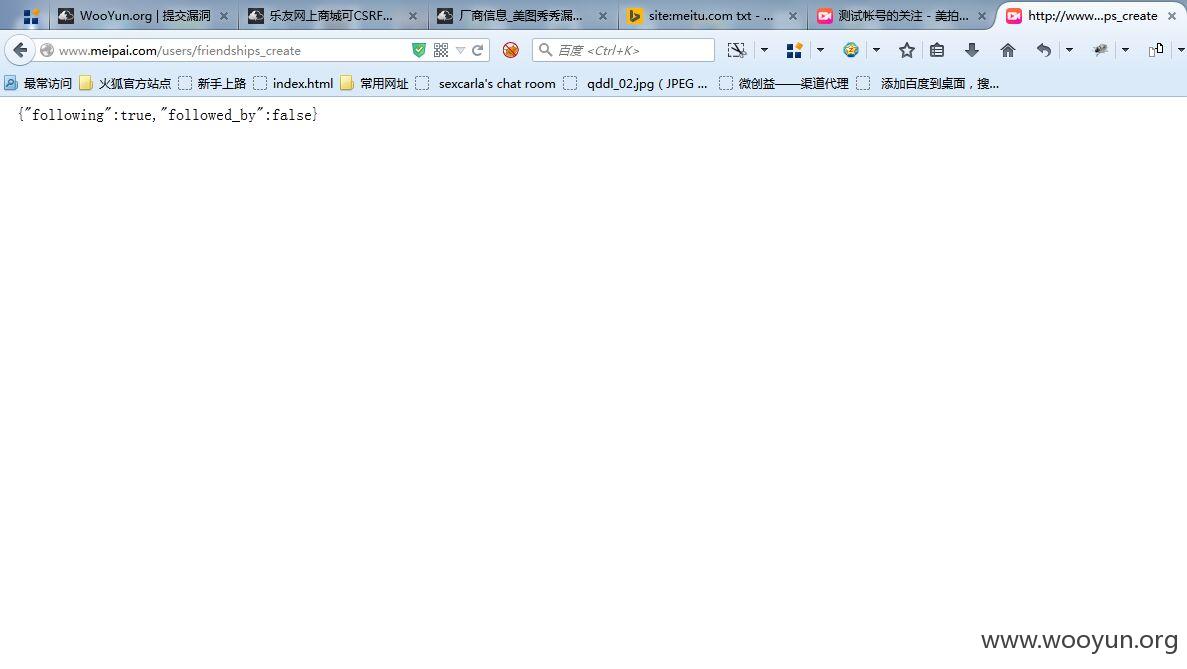 WooYun.org | 提交漏洞
乐友网上商城可CSRF...
厂商信息_美图秀秀漏...
site:meitu.com txt - ...
测试帐号的关注 - 美拍...
http://www...ps_create
www.meipai.com/users/friendships_create
百度 <Ctrl+K>
最常访问
火狐官方站点
新手上路
index.html
常用网址
sexcarla's chat room
qddl_02.jpg ( JPEG ...
微创益——渠道代理
添加百度到桌面，搜...
{"following":true,"followed_by":false}
www.wooyun.org